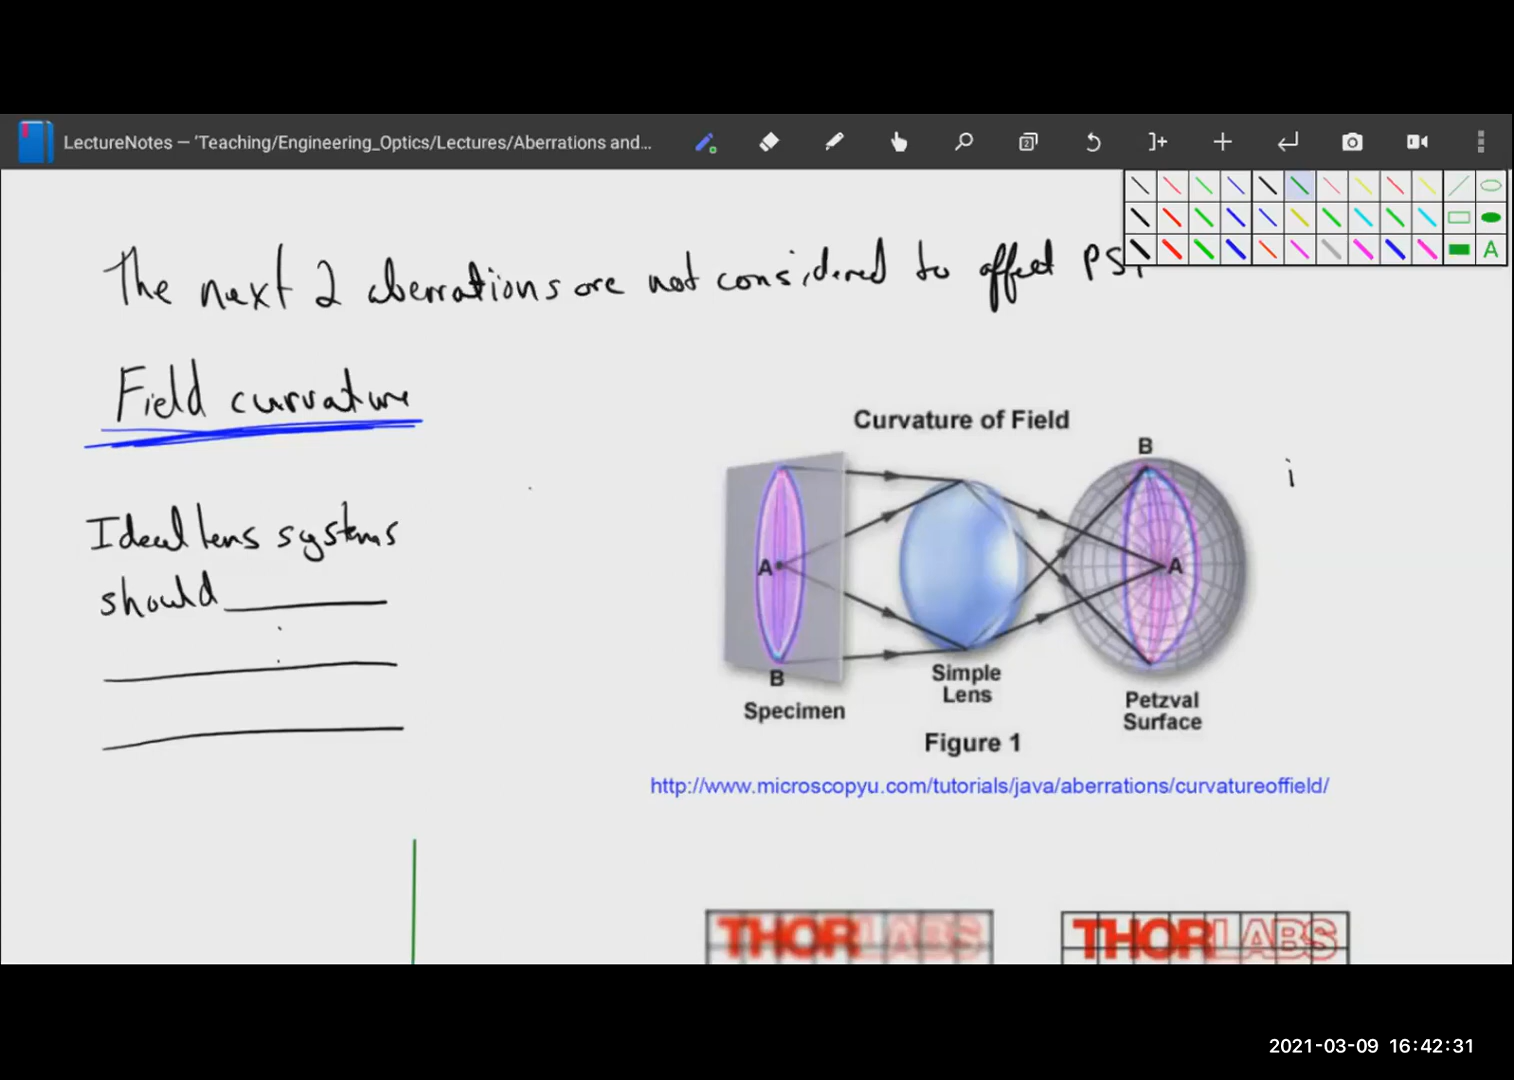 LectureNotes — ‘Teaching/Engineering_Optics/Lectures/Aberrations and...
2
A
The next 2 aberrations are not considered to affect PSF
Field curvature
Curvature of Field
B
i
Ideal lens systems
should
A
A
B
Specimen
Simple
Lens
Petzval
Surface
Figure 1
http://www.microscopyu.com/tutorials/java/aberrations/curvatureoffield/
THORLABS
THORLABS
2021-03-09 16:42:31